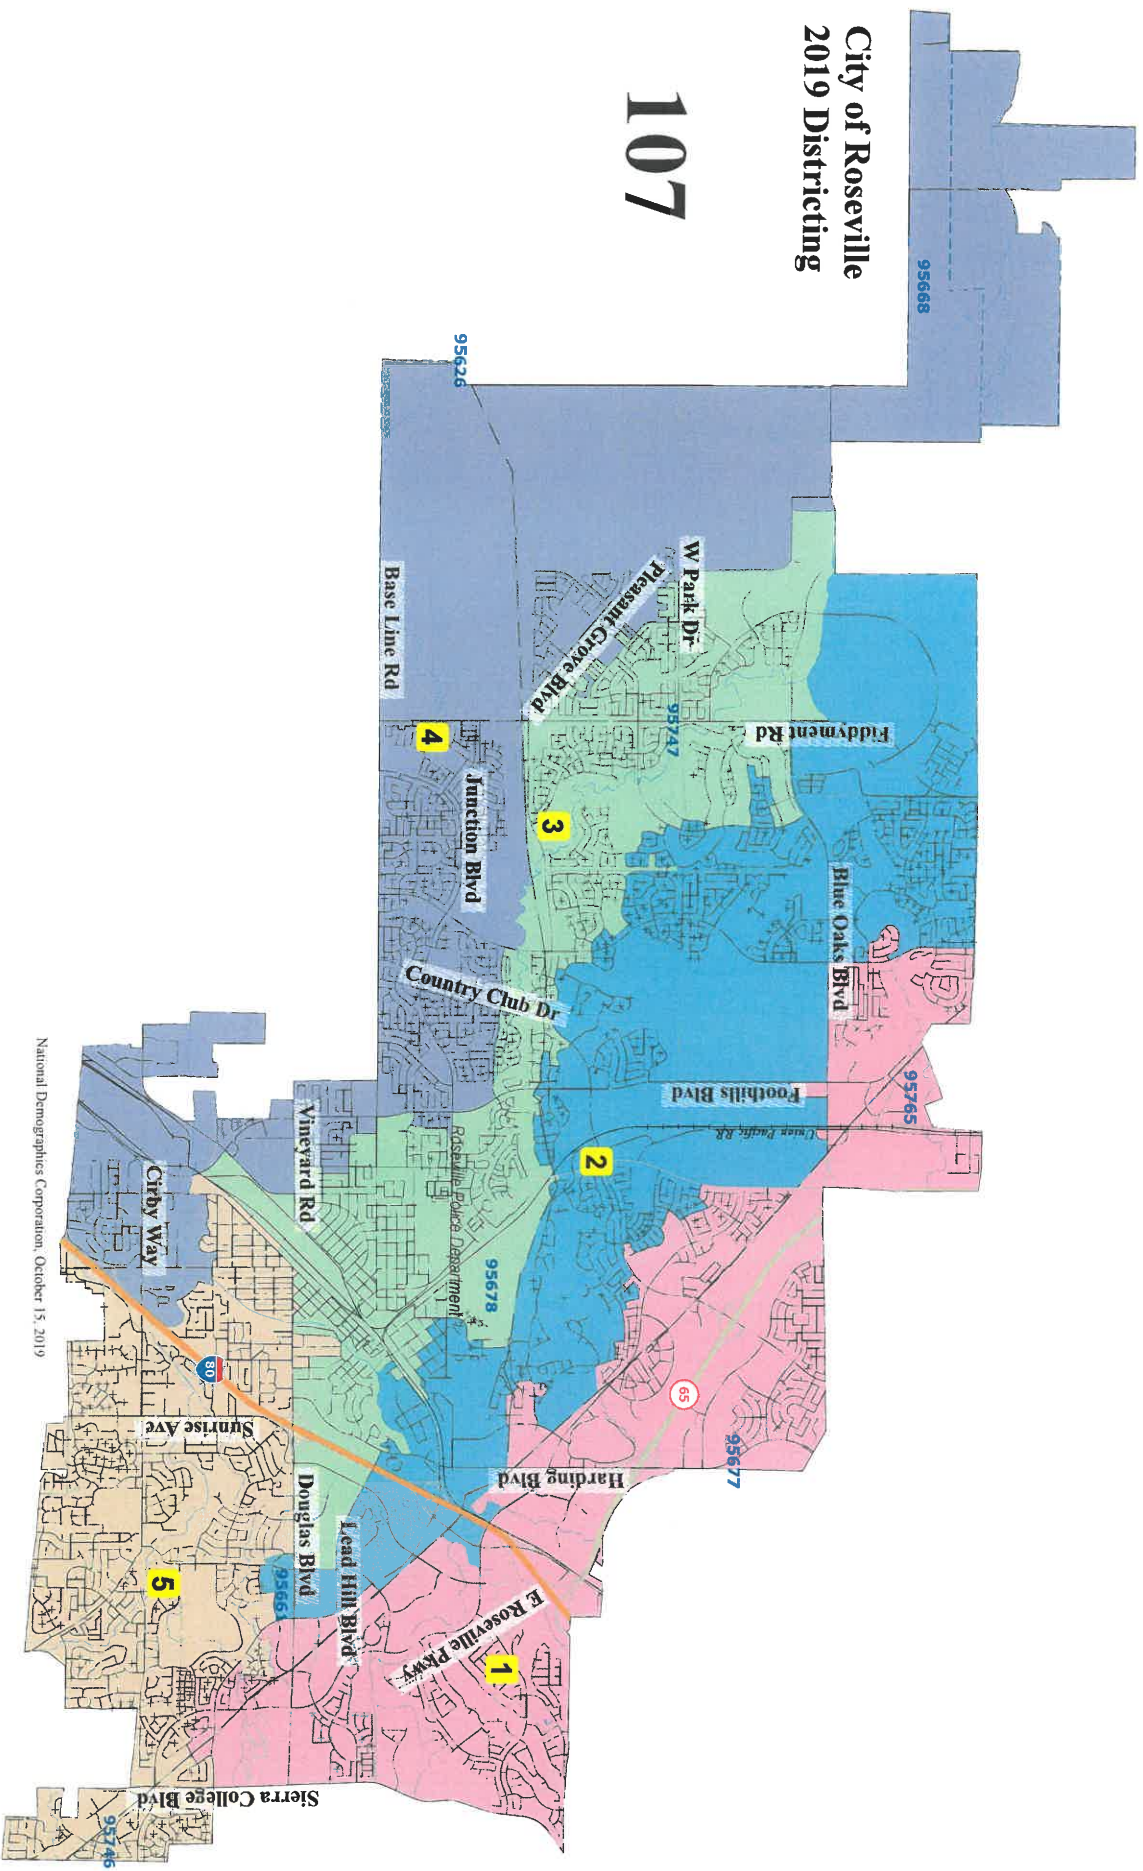 City of Roseville
2019 Districting
107
95668
95626
W Park Dr
Pleasant Grove Blvd
Base Line Rd
95747
Fiddyment Rd
4
Junction Blvd
3
Blue Oaks Blvd
Country Club Dr
Foothills Blvd
95765
Union Pacific RR
Vineyard Rd
Roseville Police Department
2
Cirby Way
95678
80
65
Sunrise Ave
Harding Blvd
95677
Douglas Blvd
Lead Hill Blvd
95661
5
E Roseville Pkwy
1
Sierra College Blvd
95746
National Demographics Corporation, October 15, 2019